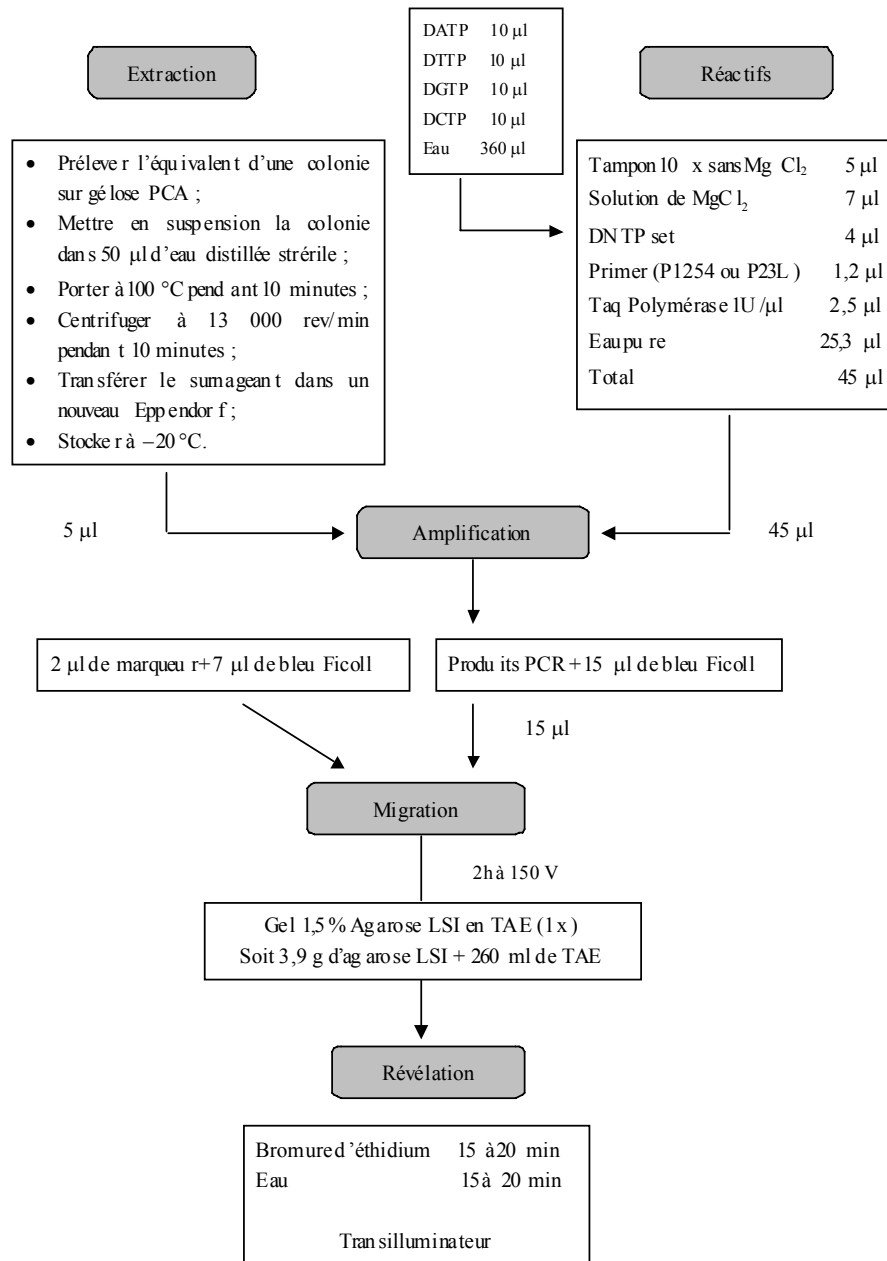 Extraction
DATP 10 µl
DTTP 10 µl
DGTP 10 µl
DCTP 10 µl
Eau 360 µl
Réactifs
• Prélever l'équivalent d'une colonie
sur gélose PCA ;
• Mettre en suspension la colonie
dans 50 µl d'eau distillée strérile ;
• Porter à 100 °C pendant 10 minutes ;
• Centrifuger à 13 000 rev/min
pendant 10 minutes ;
• Transférer le surnageant dans un
nouveau Eppendorf ;
• Stocker à –20 °C.
Tampon 10 x sans Mg Cl2 5 µl
Solution de MgCl2 7 µl
DNTP set 4 µl
Primer (P1254 ou P23L) 1,2 µl
Taq Polymérase 1U/µl 2,5 µl
Eau pure 25,3 µl
Total 45 µl
5 µl
Amplification
45 µl
2 µl de marqueur+7 µl de bleu Ficoll
Produits PCR +15 µl de bleu Ficoll
15 µl
Migration
2h à 150 V
Gel 1,5 % Agarose LSI en TAE (1x)
Soit 3,9 g d'agarose LSI + 260 ml de TAE
Révélation
Bromure d'éthidium 15 à 20 min
Eau 15 à 20 min
Transilluminateur